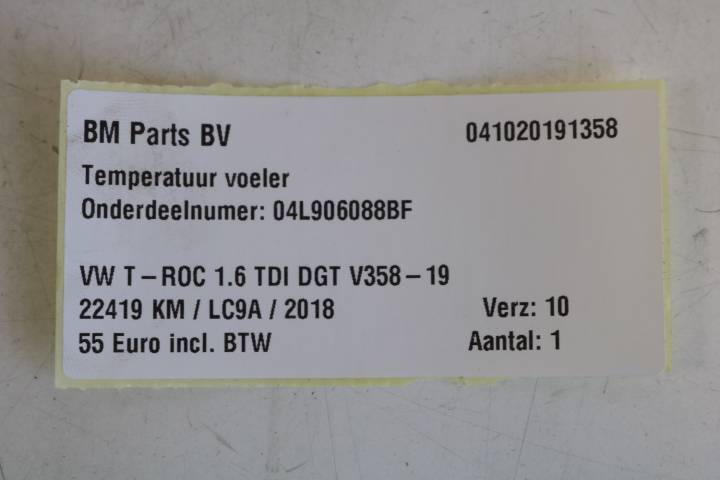 BM Parts BV 041020191358
Temperatuur voeler
Onderdeelnumer: 04L906088BF
VW T-ROC 1.6 TDI DGT V358-19
22419 KM / LC9A / 2018 Verz: 10
55 Euro incl. BTW Aantal: 1